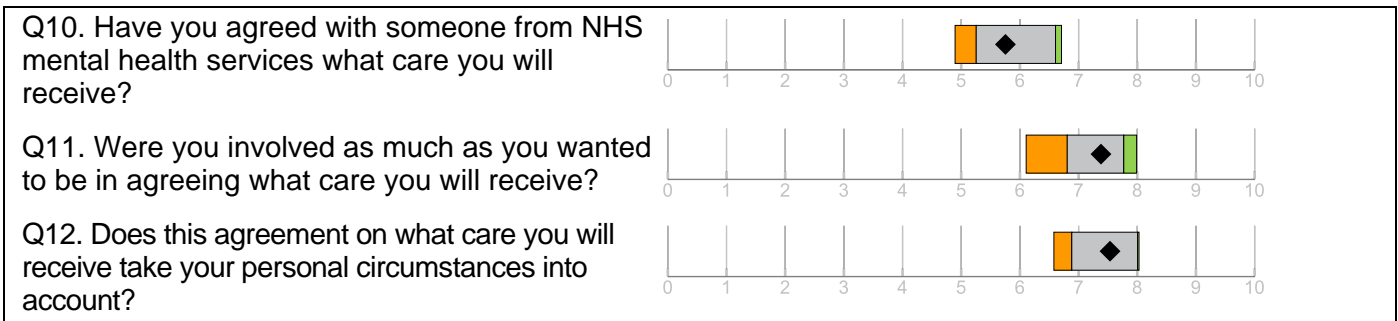 Q10. Have you agreed with someone from NHS
mental health services what care you will
receive?
0 1 2 3 4 5 6 7 8 9 10
Q11. Were you involved as much as you wanted
to be in agreeing what care you will receive?
0 1 2 3 4 5 6 7 8 9 10
Q12. Does this agreement on what care you will
receive take your personal circumstances into
account?
0 1 2 3 4 5 6 7 8 9 10